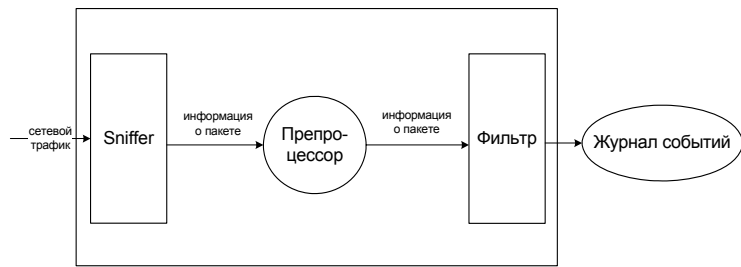 сетевой
трафик
Sniffer
информация
о пакете
Препро-
цессор
информация
о пакете
Фильтр
Журнал событий